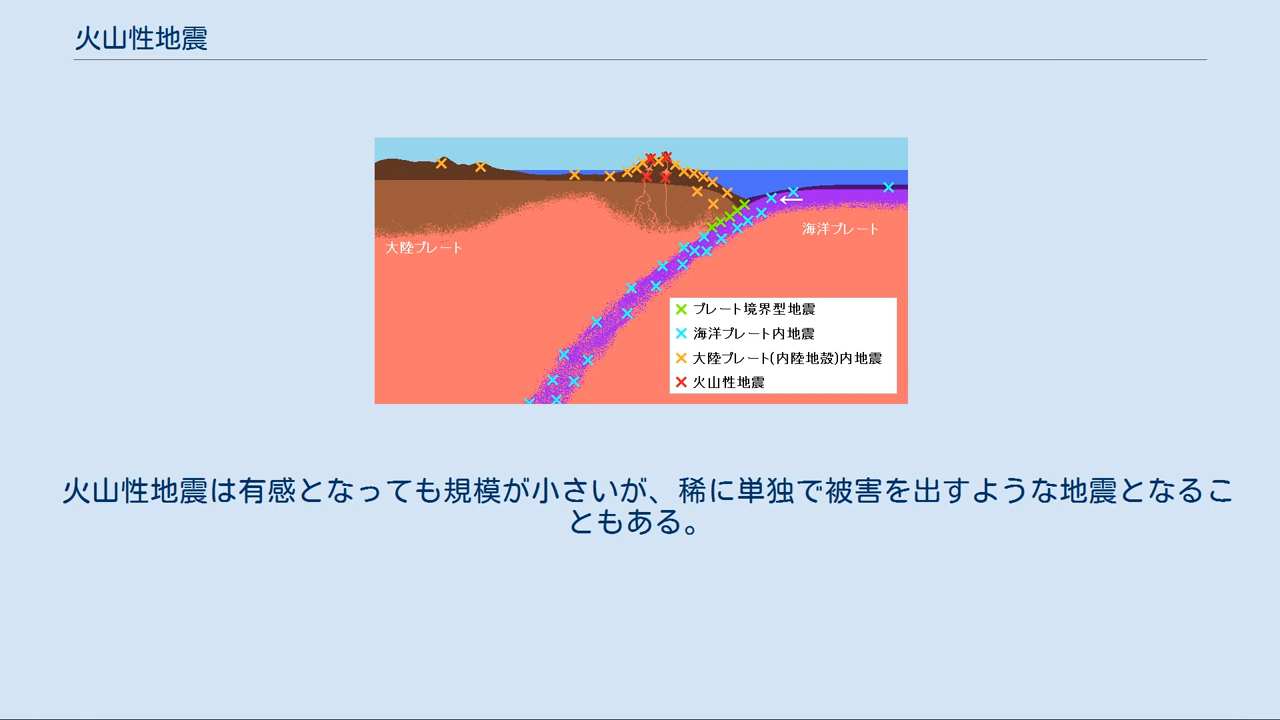 火山性地震
大陸プレート
海洋プレート
プレート境界型地震
海洋プレート内地震
大陸プレート(内陸地殻)内地震
火山性地震
火山性地震は有感となっても規模が小さいが、稀に単独で被害を出すような地震となるこ
ともある。